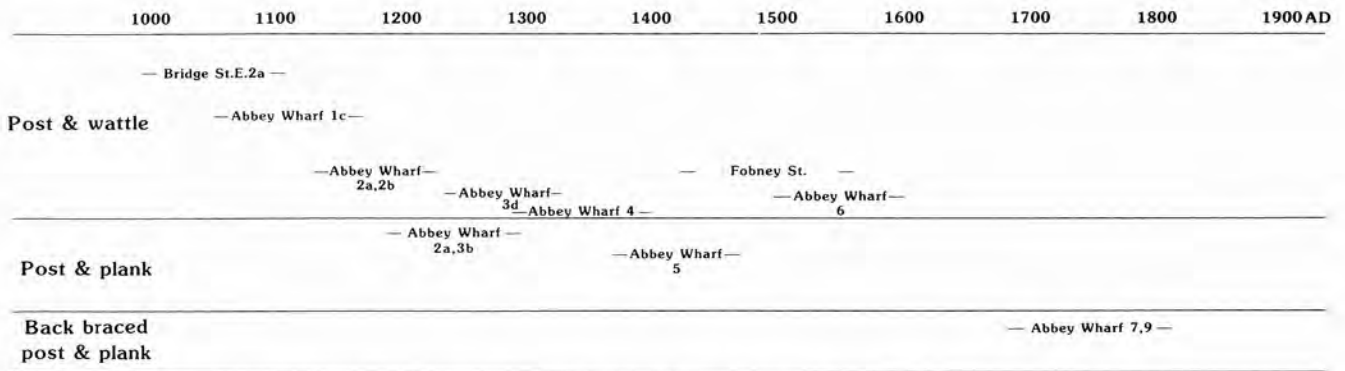 1000 1100 1200 1300 1400 1500 1600 1700 1800 1900 AD
— Bridge St.E.2a —
Post & wattle
—Abbey Wharf 1c—
—Abbey Wharf—
2a,2b
— Fobney St. —
—Abbey Wharf—
3d
—Abbey Wharf—
6
—Abbey Wharf 4 —
Post & plank
— Abbey Wharf —
2a,3b
—Abbey Wharf—
5
Back braced
post & plank
— Abbey Wharf 7,9 —